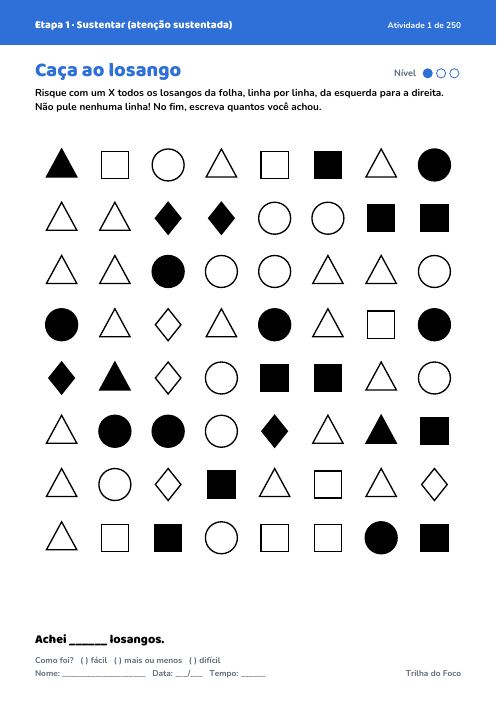 Etapa 1 · Sustentar (atenção sustentada)
Atividade 1 de 250
Caça ao losango
Nível
Risque com um X todos os losangos da folha, linha por linha, da esquerda para a direita.
Não pule nenhuma linha! No fim, escreva quantos você achou.
Achei ______ losangos.
Como foi? ( ) fácil ( ) mais ou menos ( ) difícil
Nome: ____________________ Data: ___/___ Tempo: ______
Trilha do Foco